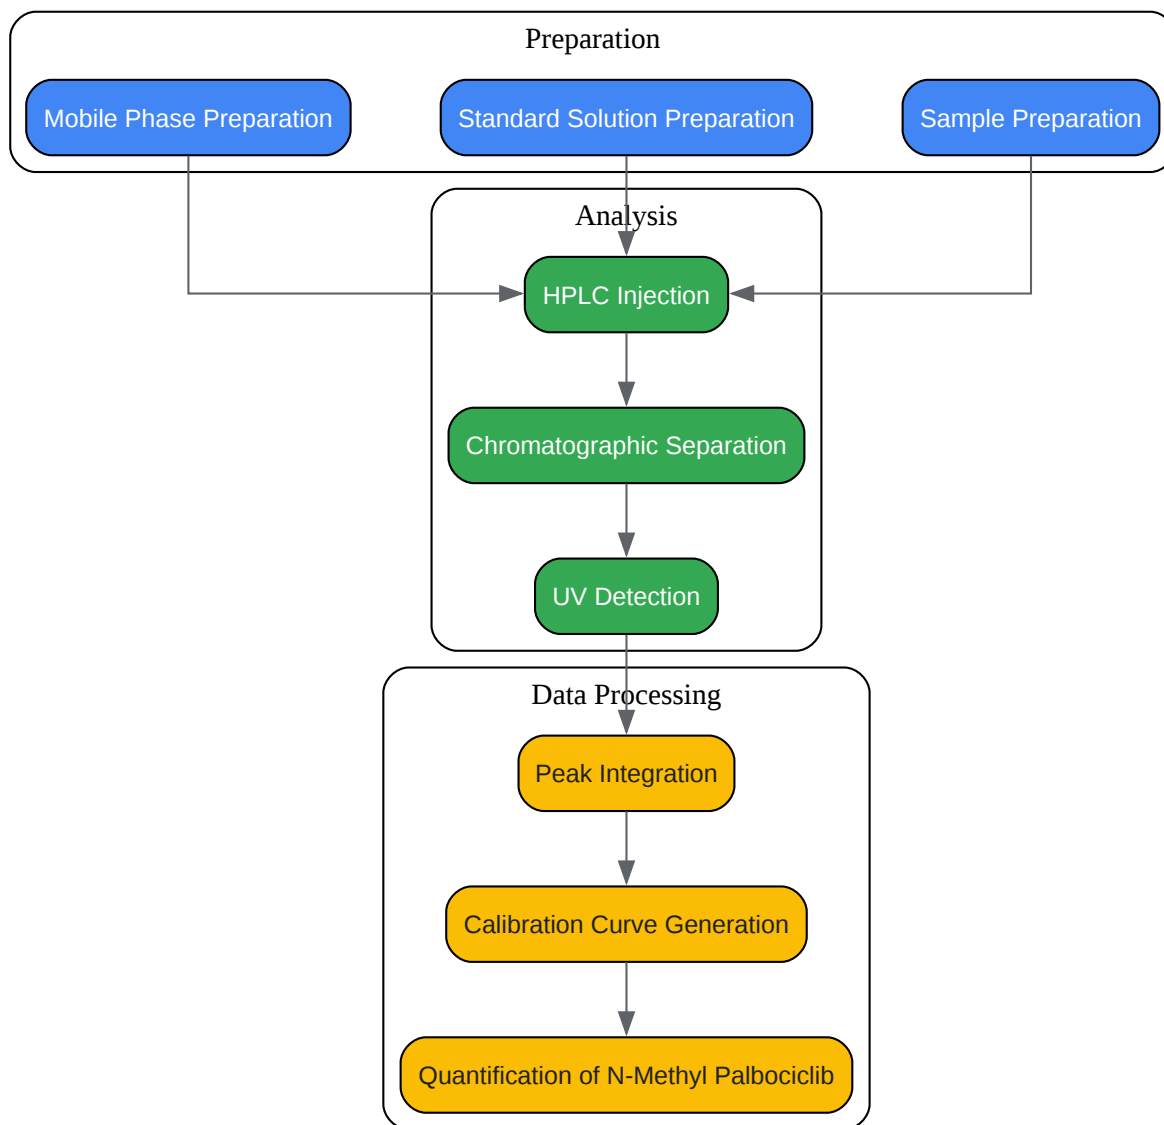 Preparation
Mobile Phase Preparation
Standard Solution Preparation
Sample Preparation
Analysis
HPLC Injection
Chromatographic Separation
UV Detection
Data Processing
Peak Integration
Calibration Curve Generation
Quantification of N-Methyl Palbociclib